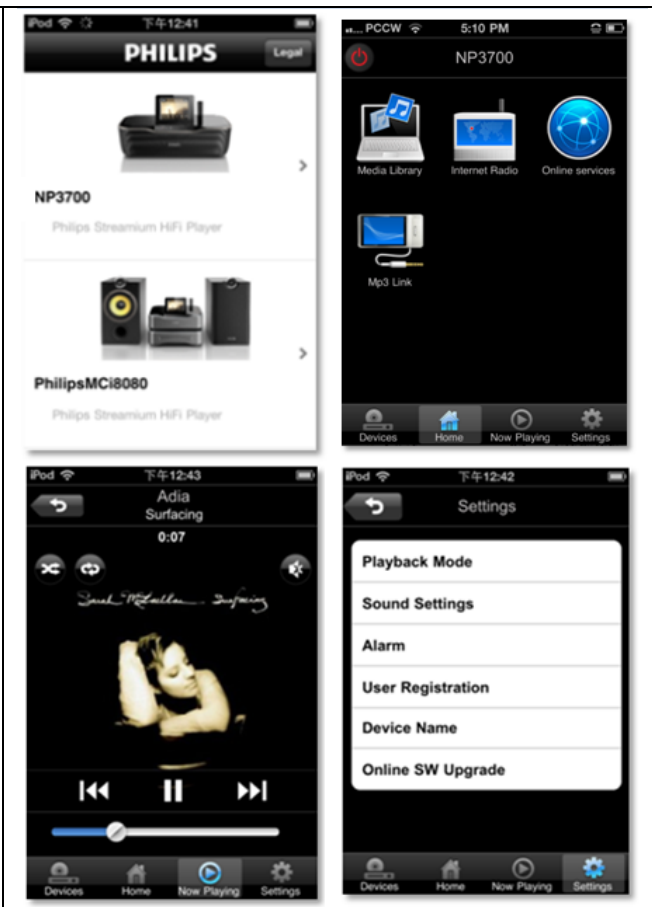 iPod 下午12:41
PHILIPS Legal
NP3700
Philips Streamium HiFi Player
PhilipsMCi8080
Philips Streamium HiFi Player
PCCW 5:10 PM
NP3700
Media Library Internet Radio Online services
Mp3 Link
Devices Home Now Playing Settings
iPod 下午12:43
Adia
Surfacing
0:07
Sarah McLachlan Surfacing
Devices Home Now Playing Settings
iPod 下午12:42
Settings
Playback Mode
Sound Settings
Alarm
User Registration
Device Name
Online SW Upgrade
Devices Home Now Playing Settings